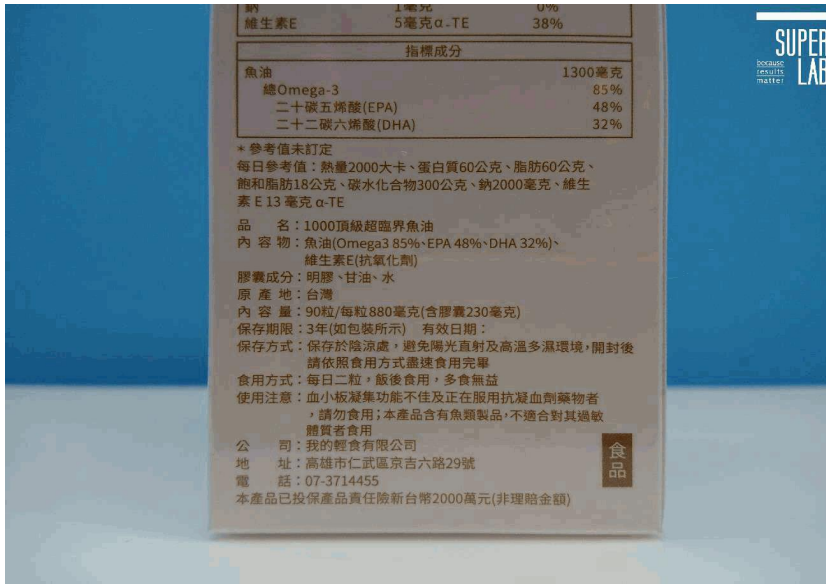 鈉 1毫克 0%
維生素E 5毫克α-TE 38%
指標成分
魚油 1300毫克
總Omega-3 85%
二十碳五烯酸(EPA) 48%
二十二碳六烯酸(DHA) 32%
*參考值未訂定
每日參考值：熱量2000大卡、蛋白質60公克、脂肪60公克、
飽和脂肪18公克、碳水化合物300公克、鈉2000毫克、維生
素 E 13 毫克 α-TE
品名：1000頂級超臨界魚油
內容物：魚油(Omega3 85%、EPA 48%、DHA 32%)、
維生素E(抗氧化劑)
膠囊成分：明膠、甘油、水
原產地：台灣
內容量：90粒/每粒880毫克(含膠囊230毫克)
保存期限：3年(如包裝所示) 有效日期：
保存方式：保存於陰涼處，避免陽光直射及高溫多濕環境，開封後
請依照食用方式盡速食用完畢
食用方式：每日二粒，飯後食用，多食無益
使用注意：血小板凝集功能不佳及正在服用抗凝血劑藥物者
，請勿食用；本產品含有魚類製品，不適合對其過敏
體質者食用
公司：我的輕食有限公司
地址：高雄市仁武區京吉六路29號
電話：07-3714455
本產品已投保產品責任險新台幣2000萬元(非理賠金額)
食品
SUPER
LAB
because
results
matter